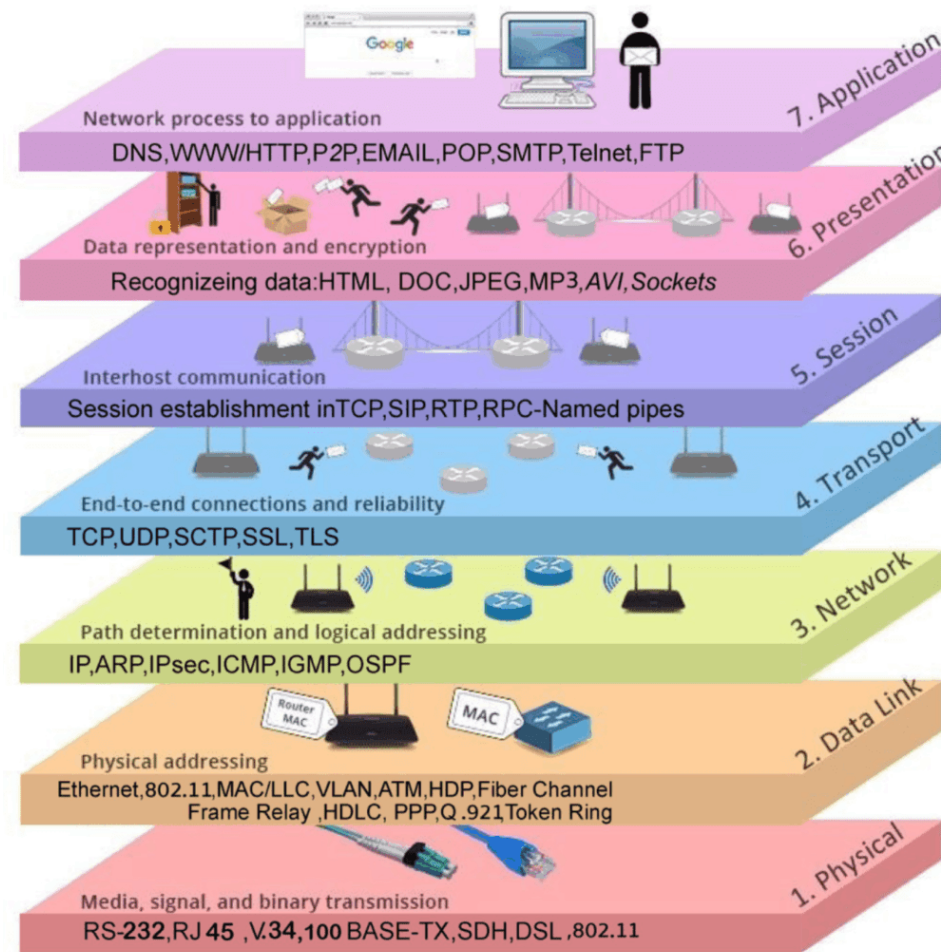 Google
7. Application
Network process to application
DNS,WWW/HTTP,P2P,EMAIL,POP,SMTP,Telnet,FTP
6. Presentation
Data representation and encryption
Recognizeing data:HTML, DOC,JPEG,MP3,AVI,Sockets
5. Session
Interhost communication
Session establishment inTCP,SIP,RTP,RPC-Named pipes
4. Transport
End-to-end connections and reliability
TCP,UDP,SCTP,SSL,TLS
3. Network
Path determination and logical addressing
IP,ARP,IPsec,ICMP,IGMP,OSPF
Router
MAC
MAC
2. Data Link
Physical addressing
Ethernet,802.11,MAC/LLC,VLAN,ATM,HDP,Fiber Channel
Frame Relay ,HDLC, PPP,Q .921,Token Ring
1. Physical
Media, signal, and binary transmission
RS-232,RJ 45 ,V.34,100 BASE-TX,SDH,DSL ,802.11